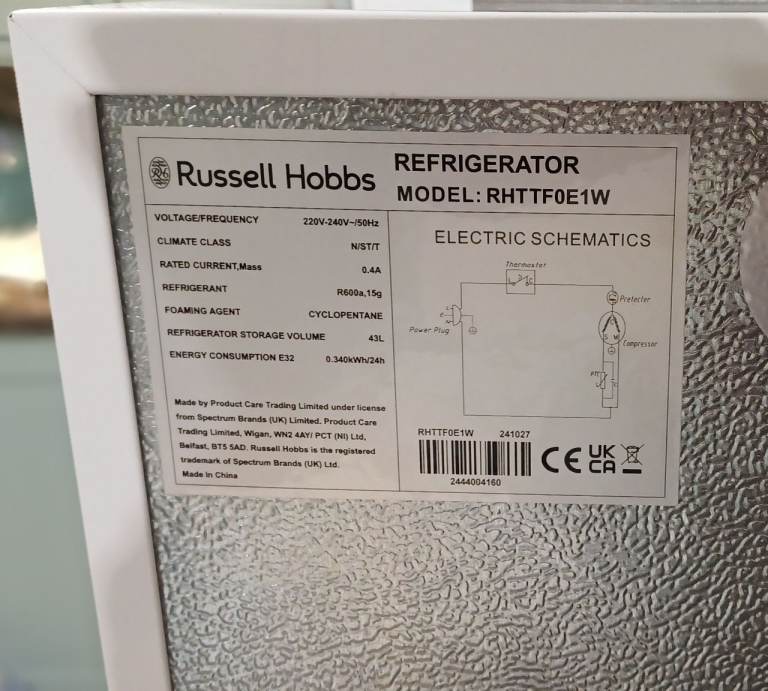 RH Russell Hobbs
REFRIGERATOR
MODEL: RHTTF0E1W
VOLTAGE/FREQUENCY 220V-240V~/50Hz
CLIMATE CLASS N/ST/T
RATED CURRENT,Mass 0.4A
REFRIGERANT R600a,15g
FOAMING AGENT CYCLOPENTANE
REFRIGERATOR STORAGE VOLUME 43L
ENERGY CONSUMPTION E32 0.340kWh/24h
Made by Product Care Trading Limited under license
from Spectrum Brands (UK) Limited. Product Care
Trading Limited, Wigan, WN2 4AY/ PCT (NI) Ltd,
Belfast, BT5 5AD. Russell Hobbs is the registered
trademark of Spectrum Brands (UK) Ltd.
Made in China
ELECTRIC SCHEMATICS
Thermostat
Protector
L
E
N
Power Plug
S M
Compressor
PTC
RHTTF0E1W 241027
2444004160
CE
UK
CA